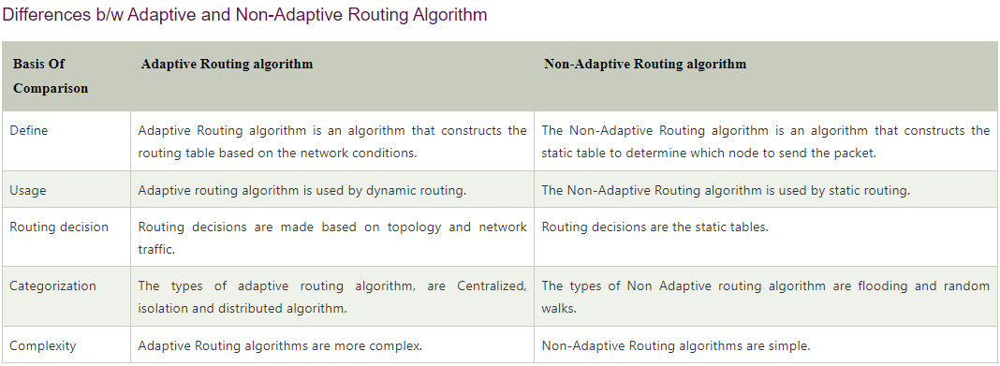 Differences b/w Adaptive and Non-Adaptive Routing Algorithm
Basis Of
Comparison
Adaptive Routing algorithm
Non-Adaptive Routing algorithm
Define
Adaptive Routing algorithm is an algorithm that constructs the
routing table based on the network conditions.
The Non-Adaptive Routing algorithm is an algorithm that constructs the
static table to determine which node to send the packet.
Usage
Adaptive routing algorithm is used by dynamic routing.
The Non-Adaptive Routing algorithm is used by static routing.
Routing decision
Routing decisions are made based on topology and network
traffic.
Routing decisions are the static tables.
Categorization
The types of adaptive routing algorithm, are Centralized,
isolation and distributed algorithm.
The types of Non Adaptive routing algorithm are flooding and random
walks.
Complexity
Adaptive Routing algorithms are more complex.
Non-Adaptive Routing algorithms are simple.